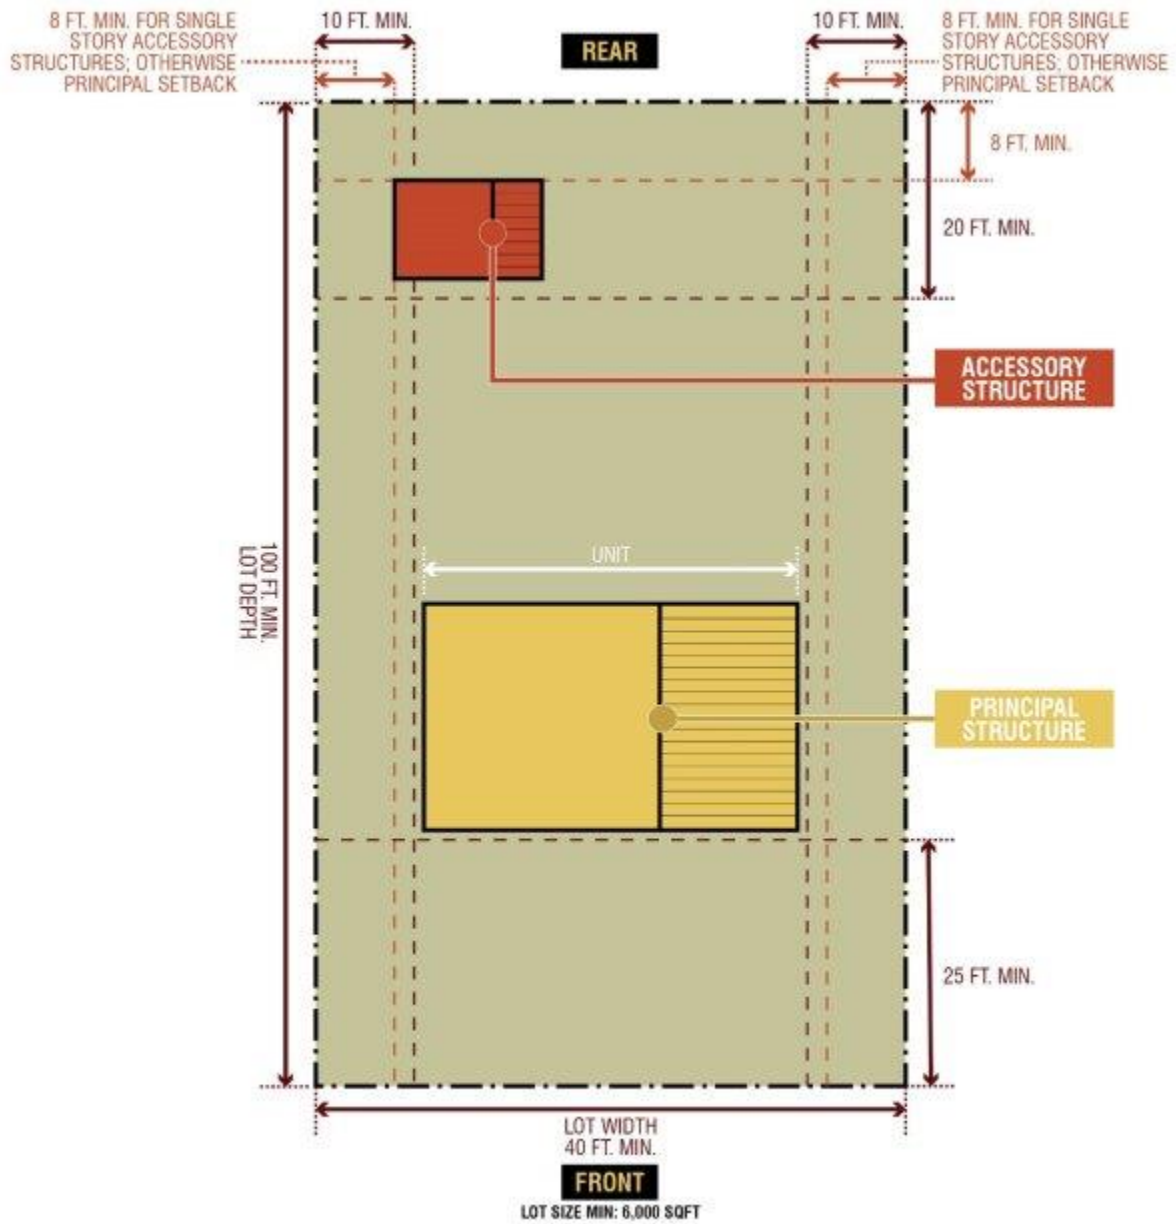 8 FT. MIN. FOR SINGLE
STORY ACCESSORY
STRUCTURES; OTHERWISE
PRINCIPAL SETBACK
10 FT. MIN.
REAR
10 FT. MIN.
8 FT. MIN. FOR SINGLE
STORY ACCESSORY
STRUCTURES; OTHERWISE
PRINCIPAL SETBACK
8 FT. MIN.
20 FT. MIN.
ACCESSORY
STRUCTURE
100 FT. MIN.
LOT DEPTH
UNIT
PRINCIPAL
STRUCTURE
25 FT. MIN.
LOT WIDTH
40 FT. MIN.
FRONT
LOT SIZE MIN: 6,000 SQFT